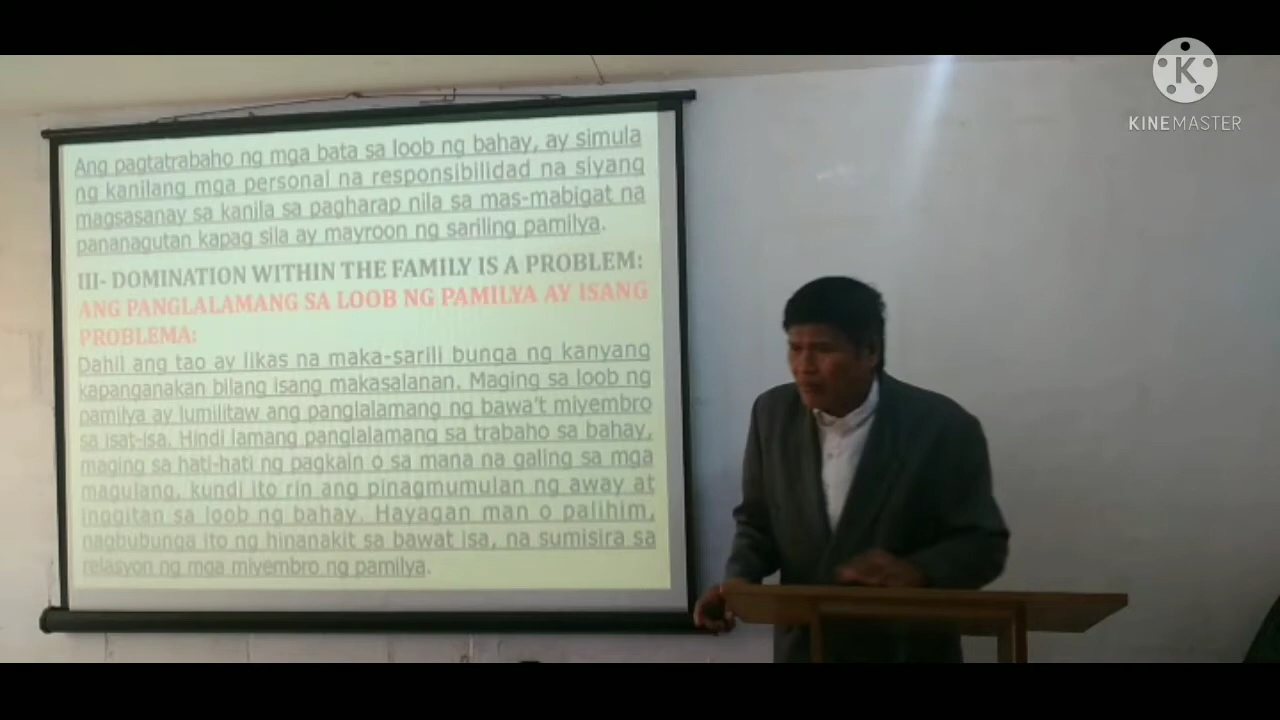 Ang pagtatrabaho ng mga bata sa loob ng bahay, ay simula
ng kanilang mga personal na responsibilidad na siyang
magsasanay sa kanila sa pagharap nila sa mas-mabigat na
pananagutan kapag sila ay mayroon ng sariling pamilya.
III- DOMINATION WITHIN THE FAMILY IS A PROBLEM:
ANG PANGLALAMANG SA LOOB NG PAMILYA AY ISANG
PROBLEMA:
Dahil ang tao ay likas na maka-sarili bunga ng kanyang
kapanganakan bilang isang makasalanan. Maging sa loob ng
pamilya ay lumilitaw ang panglalamang ng bawa't miyembro
sa isat-isa. Hindi lamang panglalamang sa trabaho sa bahay,
maging sa hati-hati ng pagkain o sa mana na galing sa mga
magulang, kundi ito rin ang pinagmumulan ng away at
inggitan sa loob ng bahay. Hayagan man o palihim,
nagbubunga ito ng hinanakit sa bawat isa, na sumisira sa
relasyon ng mga miyembro ng pamilya.
K
KINEMASTER